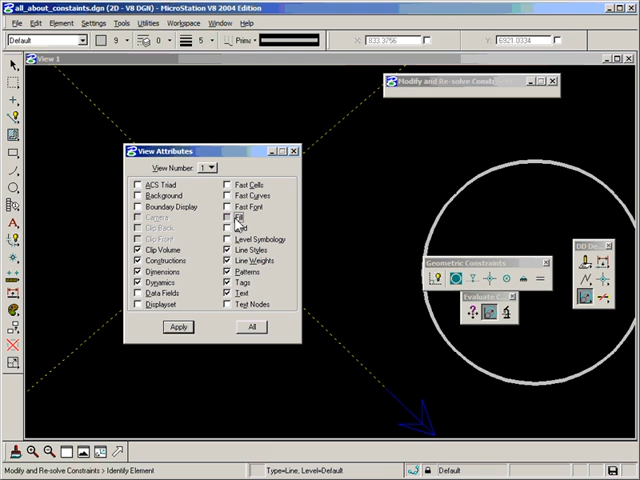 all_about_constaints.dgn (2D - V8 DGN) - MicroStation V8 2004 Edition
File Edit Element Settings Tools Utilities Workspace Window Help
Default 9 0 5 Prima X: 833.3756 Y: 6921.0334
View 1
Modify and Re-solve Constra
View Attributes
View Number: 1
ACS Triad Fast Cells
Background Fast Curves
Boundary Display Fast Font
Camera Fill
Clip Back
Clip Front Level Symbology
Clip Volume Line Styles
Constructions Line Weights
Dimensions Patterns
Dynamics Tags
Data Fields Text
Displayset Text Nodes
Apply All
Geometric Constraints
DD De...
Evaluate C...
Modify and Re-solve Constraints > Identify Element Type=Line, Level=Default Default